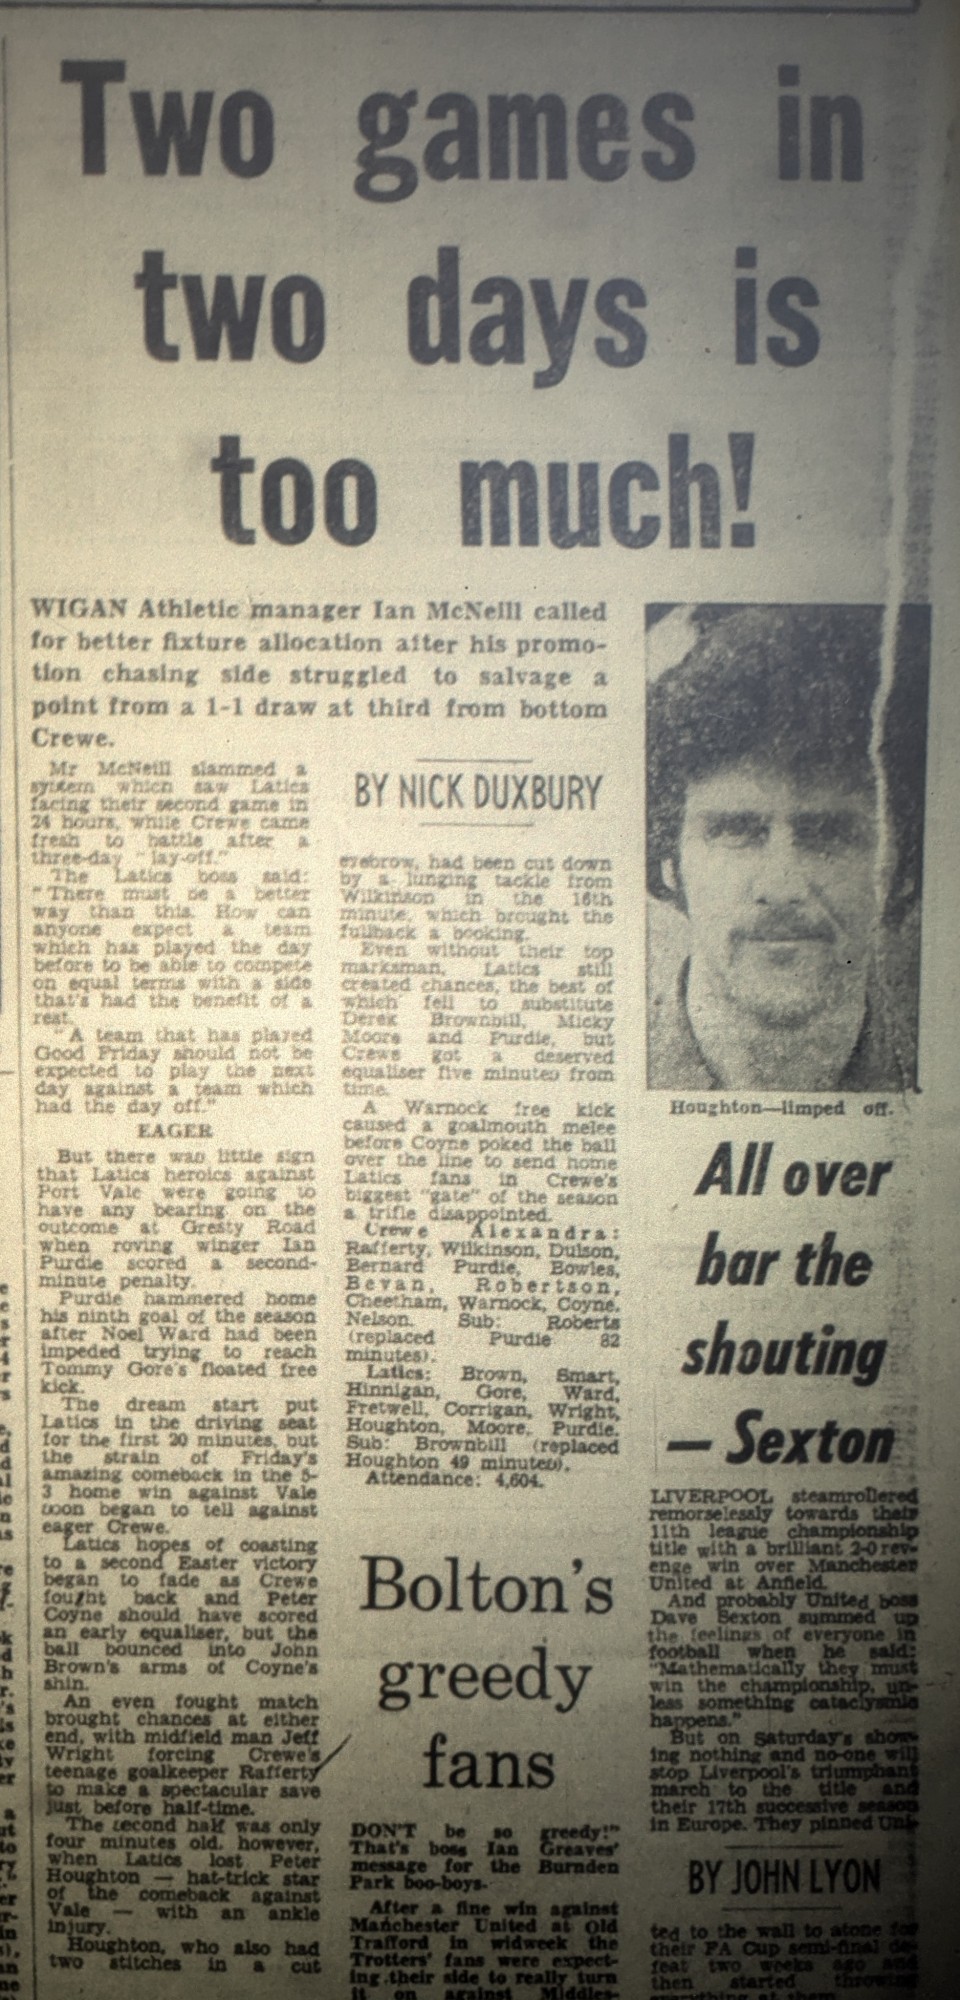 Two games in
two days is
too much!
WIGAN Athletic manager Ian McNeill called
for better fixture allocation after his promo-
tion chasing side struggled to salvage a
point from a 1-1 draw at third from bottom
Crewe.
Mr McNeill slammed a
system which saw Latics
facing their second game in
24 hours, while Crewe came
fresh to battle after a
three-day "lay-off."
The Latics boss said:
"There must be a better
way than this. How can
anyone expect a team
which has played the day
before to be able to compete
on equal terms with a side
that's had the benefit of a
rest.
"A team that has played
Good Friday should not be
expected to play the next
day against a team which
had the day off."
EAGER
But there was little sign
that Latics heroics against
Port Vale were going to
have any bearing on the
outcome at Gresty Road
when roving winger Ian
Purdie scored a second-
minute penalty.
Purdie hammered home
his ninth goal of the season
after Noel Ward had been
impeded trying to reach
Tommy Gore's floated free
kick.
The dream start put
Latics in the driving seat
for the first 20 minutes, but
the strain of Friday's
amazing comeback in the 5-
3 home win against Vale
soon began to tell against
eager Crewe.
Latics hopes of coasting
to a second Easter victory
began to fade as Crewe
fought back and Peter
Coyne should have scored
an early equaliser, but the
ball bounced into John
Brown's arms of Coyne's
shin.
An even fought match
brought chances at either
end, with midfield man Jeff
Wright forcing Crewe's
teenage goalkeeper Rafferty
to make a spectacular save
just before half-time.
The second half was only
four minutes old, however,
when Latics lost Peter
Houghton — hat-trick star
of the comeback against
Vale — with an ankle
injury.
Houghton, who also had
two stitches in a cut
BY NICK DUXBURY
eyebrow, had been cut down
by a lunging tackle from
Wilkinson in the 16th
minute, which brought the
fullback a booking.
Even without their top
marksman, Latics still
created chances, the best of
which fell to substitute
Derek Brownbill, Micky
Moore and Purdie, but
Crewe got a deserved
equaliser five minutes from
time.
A Warnock free kick
caused a goalmouth melee
before Coyne poked the ball
over the line to send home
Latics fans in Crewe's
biggest "gate" of the season
a trifle disappointed.
Crewe Alexandra:
Rafferty, Wilkinson, Dulson,
Bernard Purdie, Bowles,
Bevan, Robertson,
Cheetham, Warnock, Coyne.
Nelson. Sub: Roberts
(replaced Purdie 82
minutes).
Latics: Brown, Smart,
Hinnigan, Gore, Ward,
Fretwell, Corrigan, Wright,
Houghton, Moore, Purdie.
Sub: Brownbill (replaced
Houghton 49 minutes).
Attendance: 4,604.
Bolton's
greedy
fans
DON'T be so greedy!"
That's boss Ian Greaves'
message for the Burnden
Park boo-boys.
After a fine win against
Manchester United at Old
Trafford in midweek the
Trotters' fans were expect-
ing their side to really turn
it on against Middles-
Houghton—limped off.
All over
bar the
shouting
— Sexton
LIVERPOOL steamrollered
remorselessly towards their
11th league championship
title with a brilliant 2-0 rev-
enge win over Manchester
United at Anfield.
And probably United boss
Dave Sexton summed up
the feelings of everyone in
football when he said:
"Mathematically they must
win the championship, un-
less something cataclysmic
happens."
But on Saturday's show-
ing nothing and no-one will
stop Liverpool's triumphant
march to the title and
their 17th successive season
in Europe. They pinned Uni-
BY JOHN LYON
ted to the wall to atone for
their FA Cup semi-final de-
feat two weeks ago and
then started throwing
everything at them